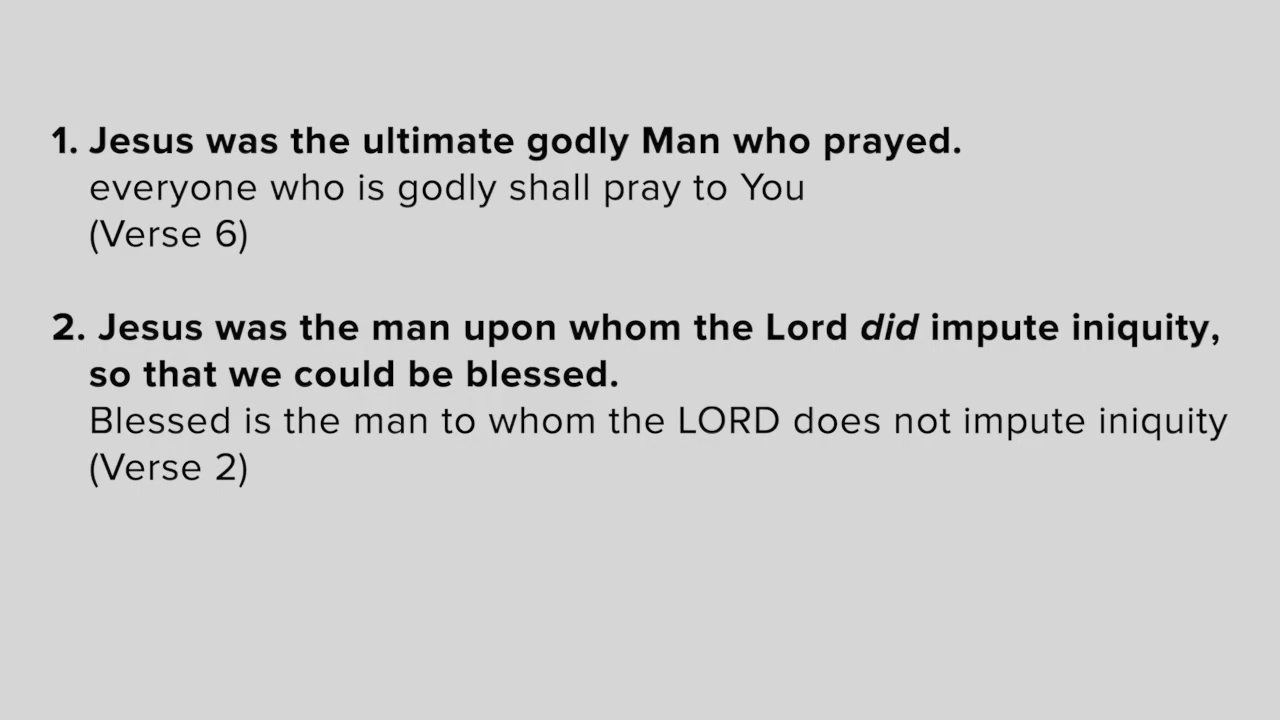 1. Jesus was the ultimate godly Man who prayed.
everyone who is godly shall pray to You
(Verse 6)
2. Jesus was the man upon whom the Lord did impute iniquity,
so that we could be blessed.
Blessed is the man to whom the LORD does not impute iniquity
(Verse 2)